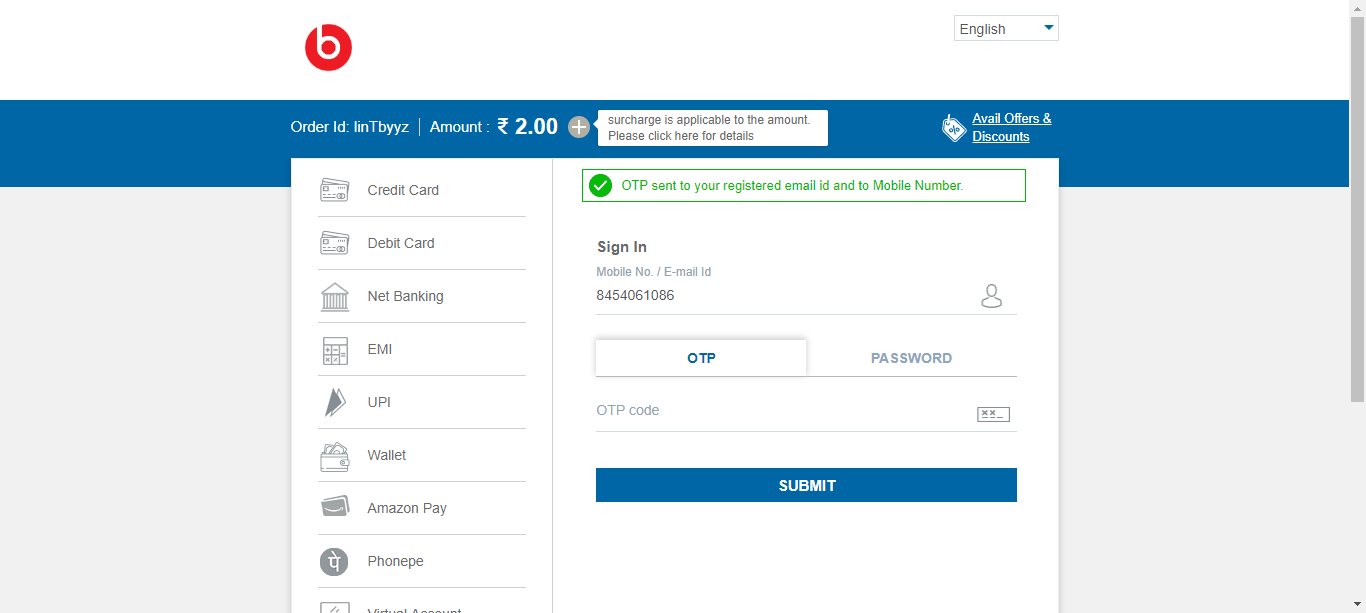 English
Order Id: linTbyyz
Amount : ₹ 2.00
surcharge is applicable to the amount.
Please click here for details
Avail Offers &
Discounts
Credit Card
Debit Card
Net Banking
EMI
UPI
Wallet
Amazon Pay
Phonepe
Virtual Account
OTP sent to your registered email id and to Mobile Number.
Sign In
Mobile No. / E-mail Id
8454061086
OTP
PASSWORD
OTP code
SUBMIT